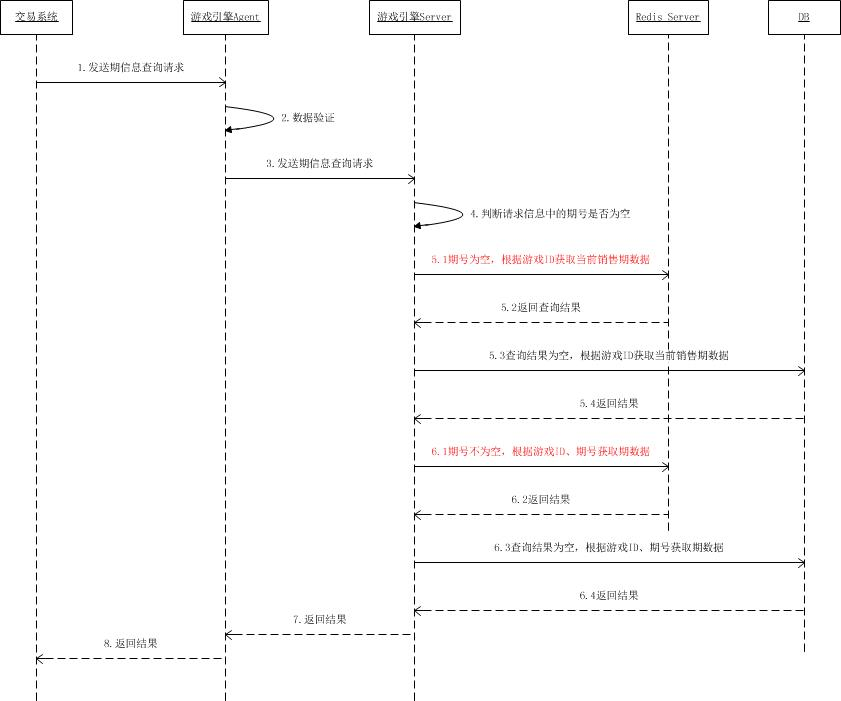 交易系统
游戏引擎Agent
游戏引擎Server
Redis Server
DB
1.发送期信息查询请求
2.数据验证
3.发送期信息查询请求
4.判断请求信息中的期号是否为空
5.1期号为空，根据游戏ID获取当前销售期数据
5.2返回查询结果
5.3查询结果为空，根据游戏ID获取当前销售期数据
5.4返回结果
6.1期号不为空，根据游戏ID、期号获取期数据
6.2返回结果
6.3查询结果为空，根据游戏ID、期号获取期数据
6.4返回结果
7.返回结果
8.返回结果